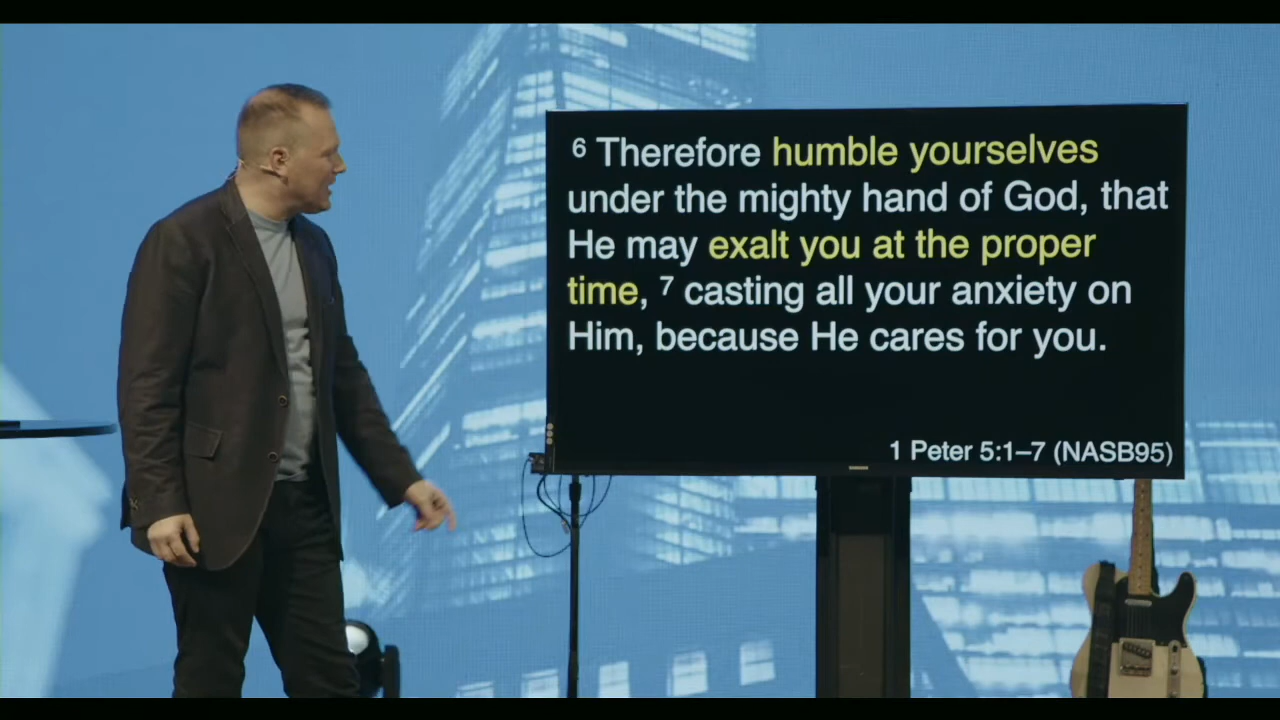 ⁶ Therefore humble yourselves
under the mighty hand of God, that
He may exalt you at the proper
time, ⁷ casting all your anxiety on
Him, because He cares for you.
1 Peter 5:1–7 (NASB95)